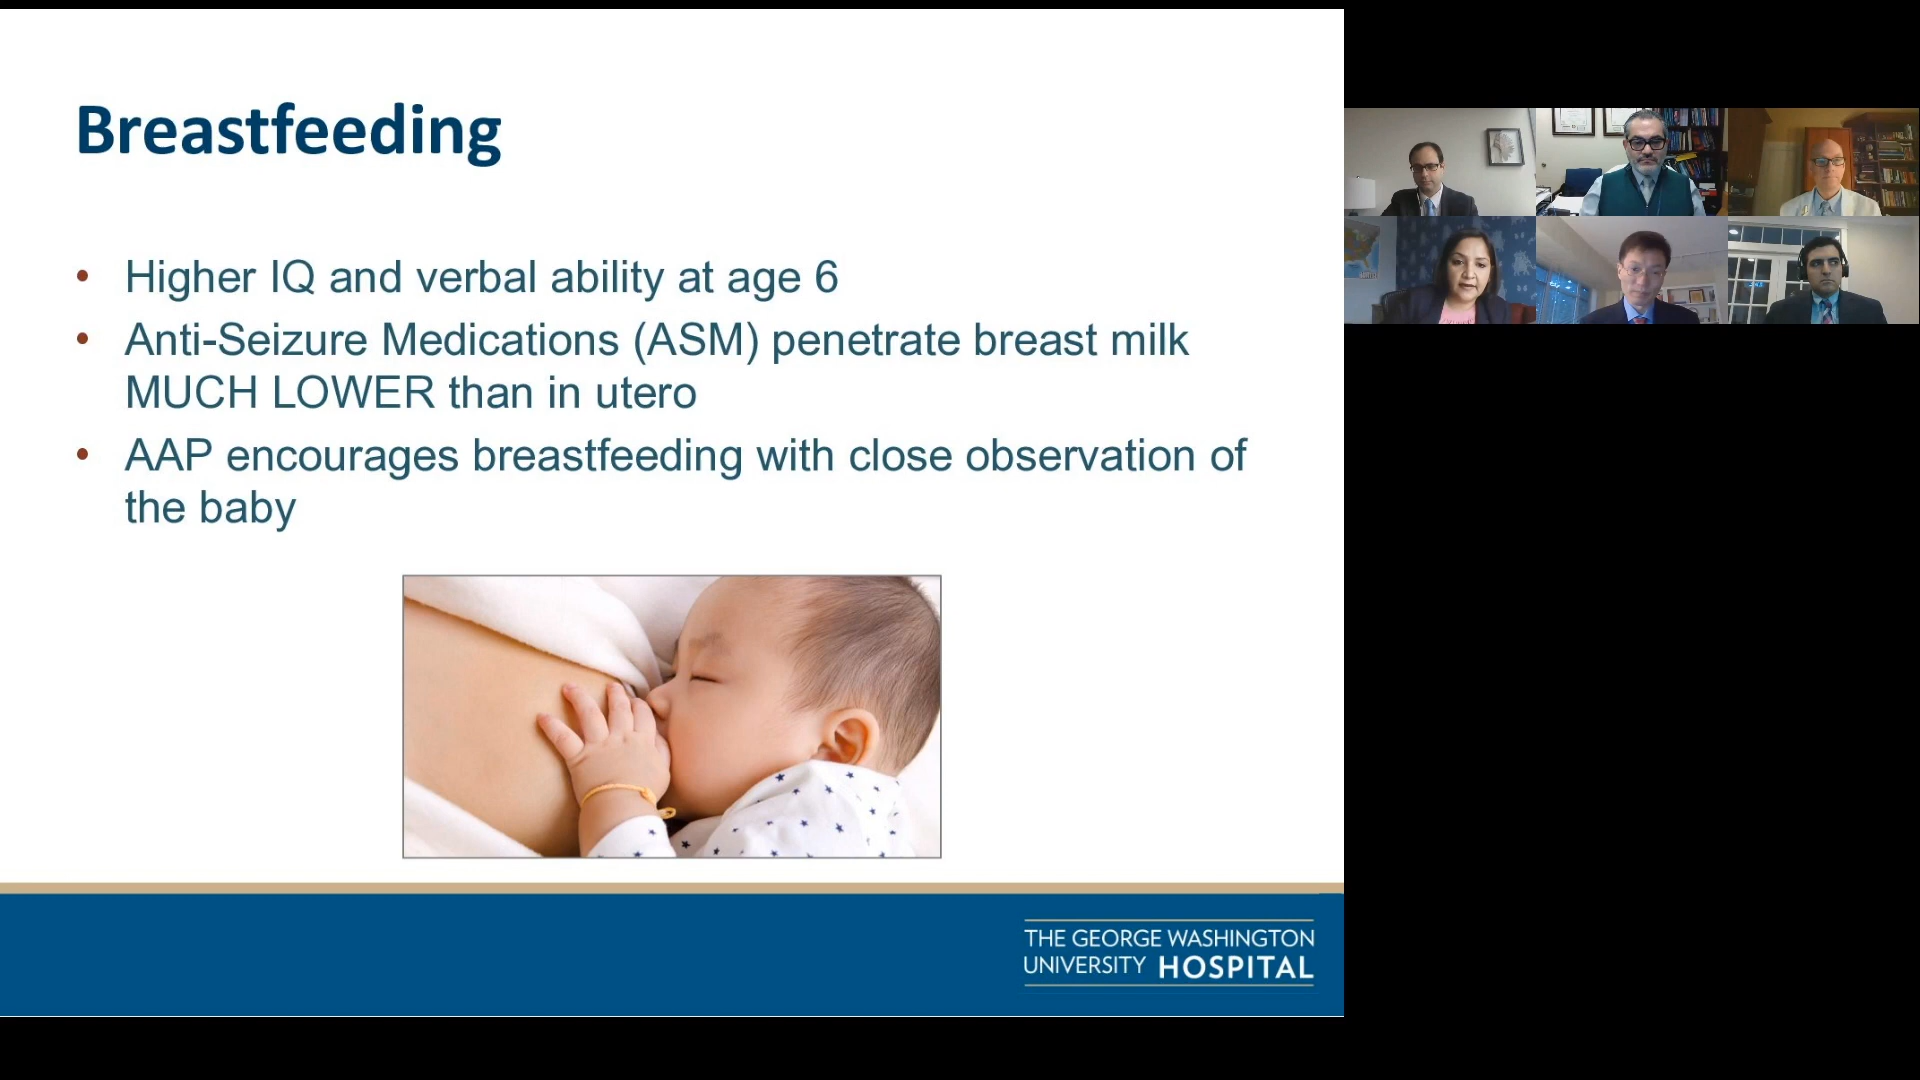 Breastfeeding
• Higher IQ and verbal ability at age 6
• Anti-Seizure Medications (ASM) penetrate breast milk
MUCH LOWER than in utero
• AAP encourages breastfeeding with close observation of
the baby
THE GEORGE WASHINGTON
UNIVERSITY HOSPITAL